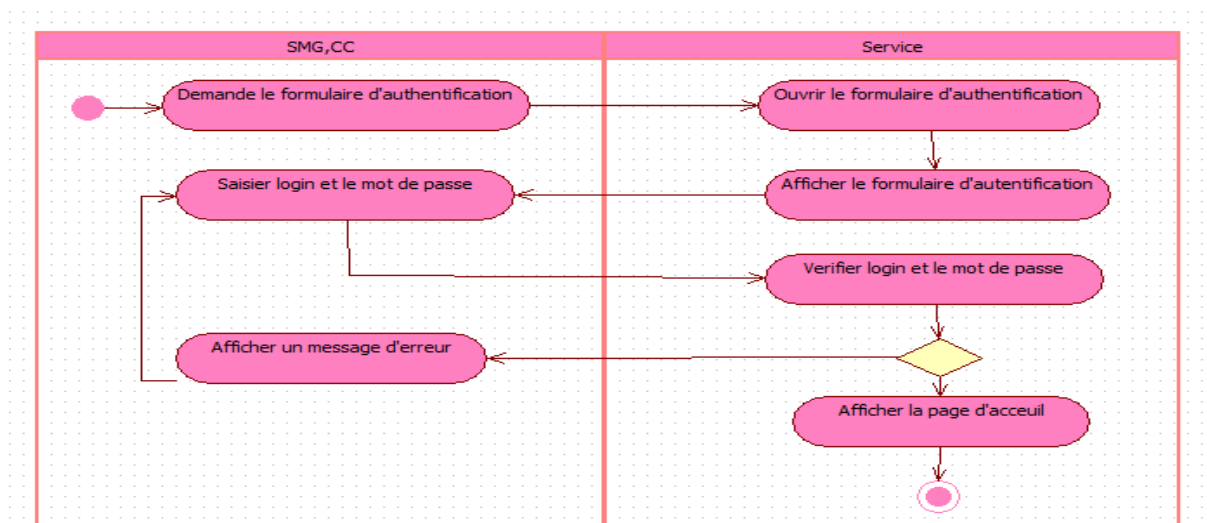 SMG,CC
Service
Demande le formulaire d'authentification
Ouvrir le formulaire d'authentification
Saisier login et le mot de passe
Afficher le formulaire d'autentification
Verifier login et le mot de passe
Afficher un message d'erreur
Afficher la page d'acceuil